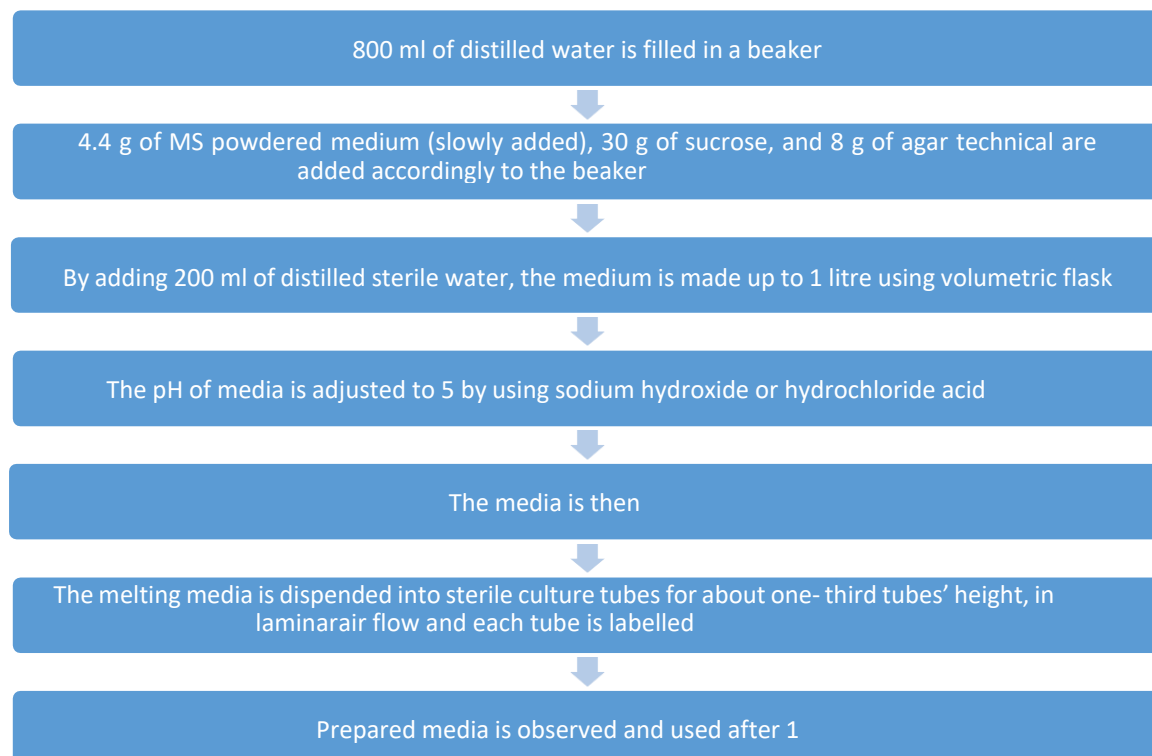 800 ml of distilled water is filled in a beaker
4.4 g of MS powdered medium (slowly added), 30 g of sucrose, and 8 g of agar technical are
added accordingly to the beaker
By adding 200 ml of distilled sterile water, the medium is made up to 1 litre using volumetric flask
The pH of media is adjusted to 5 by using sodium hydroxide or hydrochloride acid
The media is then
The melting media is dispended into sterile culture tubes for about one- third tubes’ height, in
laminarair flow and each tube is labelled
Prepared media is observed and used after 1